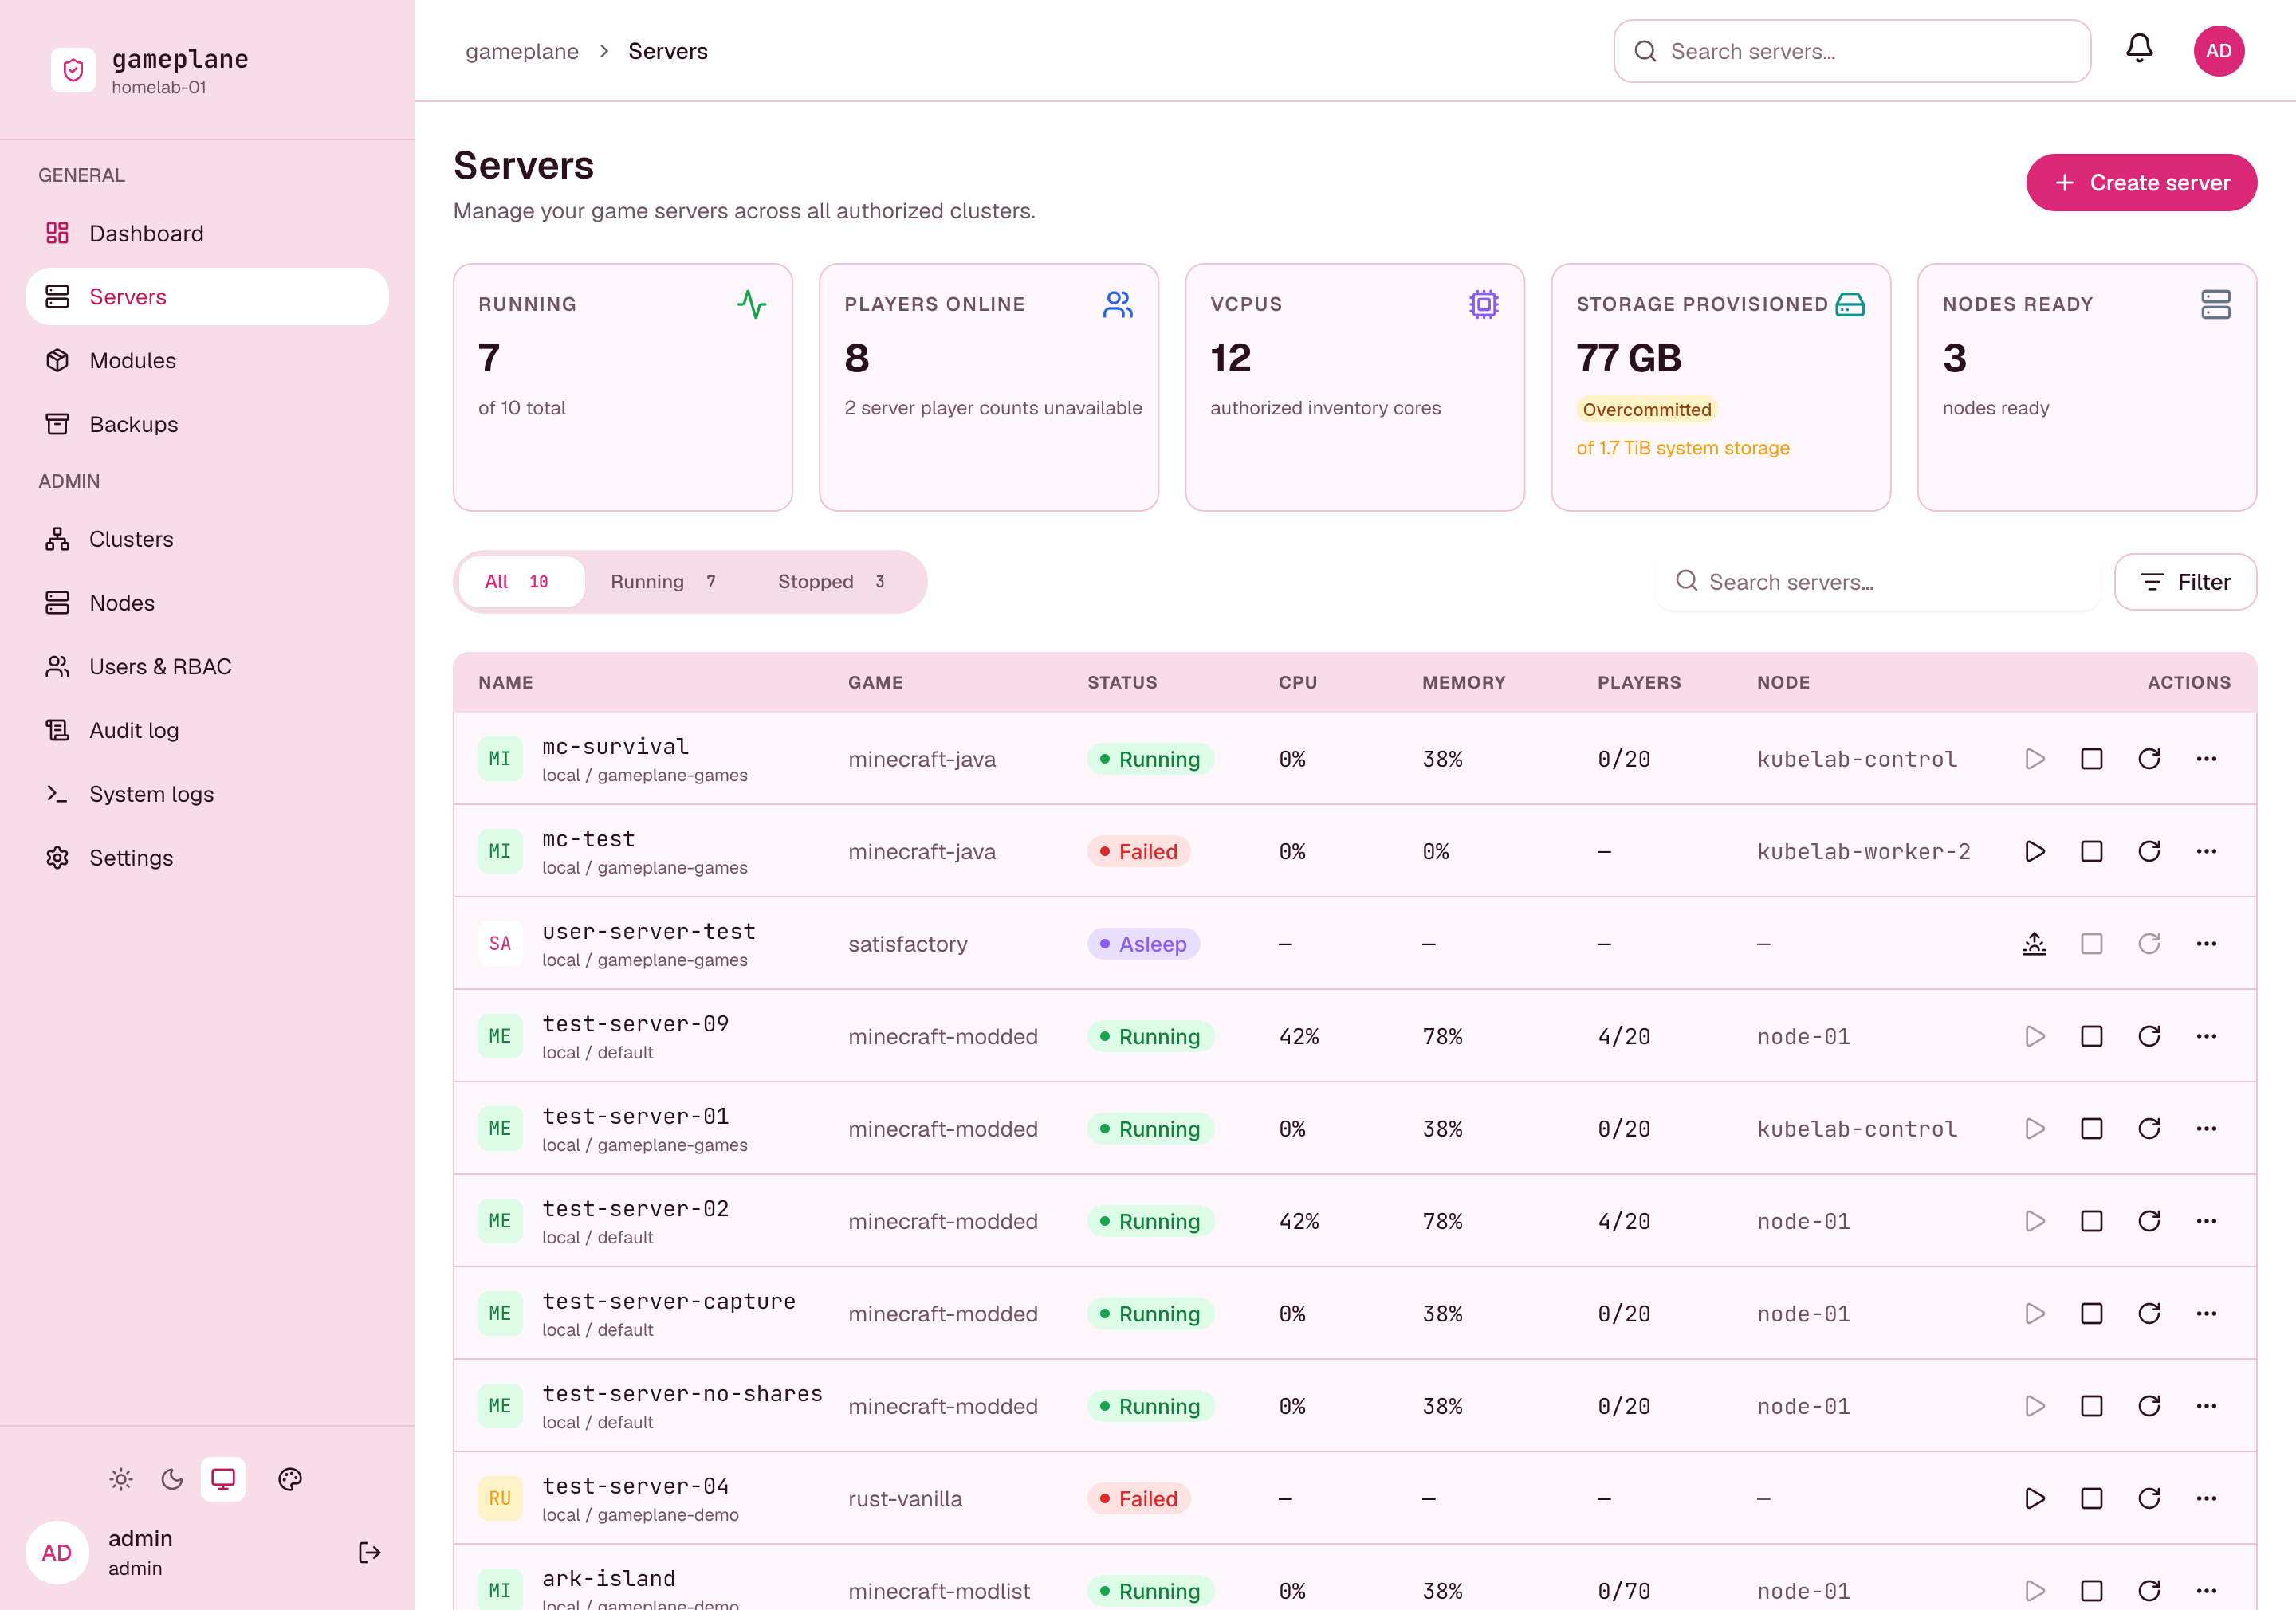 gameplane
homelab-01
GENERAL
Dashboard
Servers
Modules
Backups
ADMIN
Clusters
Nodes
Users & RBAC
Audit log
System logs
Settings
AD
admin
admin
gameplane > Servers
Search servers...
AD
Servers
Manage your game servers across all authorized clusters.
Create server
RUNNING
7
of 10 total
PLAYERS ONLINE
8
2 server player counts unavailable
VCPUS
12
authorized inventory cores
STORAGE PROVISIONED
77 GB
Overcommitted
of 1.7 TiB system storage
NODES READY
3
nodes ready
All 10 Running 7 Stopped 3
Search servers...
Filter
NAME GAME STATUS CPU MEMORY PLAYERS NODE ACTIONS
MI mc-survival minecraft-java Running 0% 38% 0/20 kubelab-control
local / gameplane-games
MI mc-test minecraft-java Failed 0% 0% — kubelab-worker-2
local / gameplane-games
SA user-server-test satisfactory Asleep — — — —
local / gameplane-games
ME test-server-09 minecraft-modded Running 42% 78% 4/20 node-01
local / default
ME test-server-01 minecraft-modded Running 0% 38% 0/20 kubelab-control
local / gameplane-games
ME test-server-02 minecraft-modded Running 42% 78% 4/20 node-01
local / default
ME test-server-capture minecraft-modded Running 0% 38% 0/20 node-01
local / default
ME test-server-no-shares minecraft-modded Running 0% 38% 0/20 node-01
local / default
RU test-server-04 rust-vanilla Failed — — — —
local / gameplane-demo
MI ark-island minecraft-modlist Running 0% 38% 0/70 node-01
local / gameplane-demo